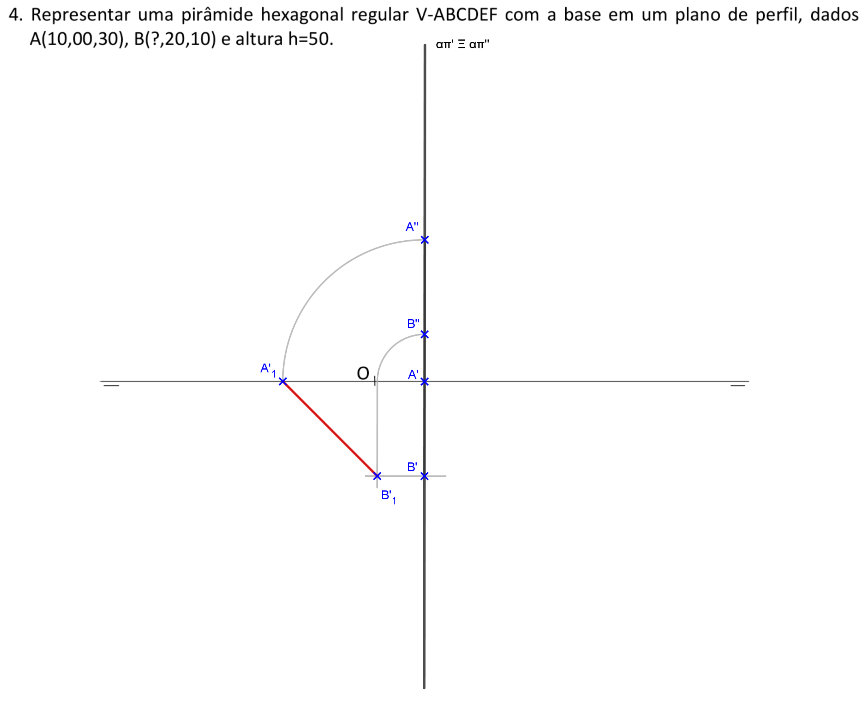 4. Representar uma pirâmide hexagonal regular V-ABCDEF com a base em um plano de perfil, dados
A(10,00,30), B(?,20,10) e altura h=50.
απ' Ξ απ"
A"
B"
A'₁
O
A'
B'
B'₁